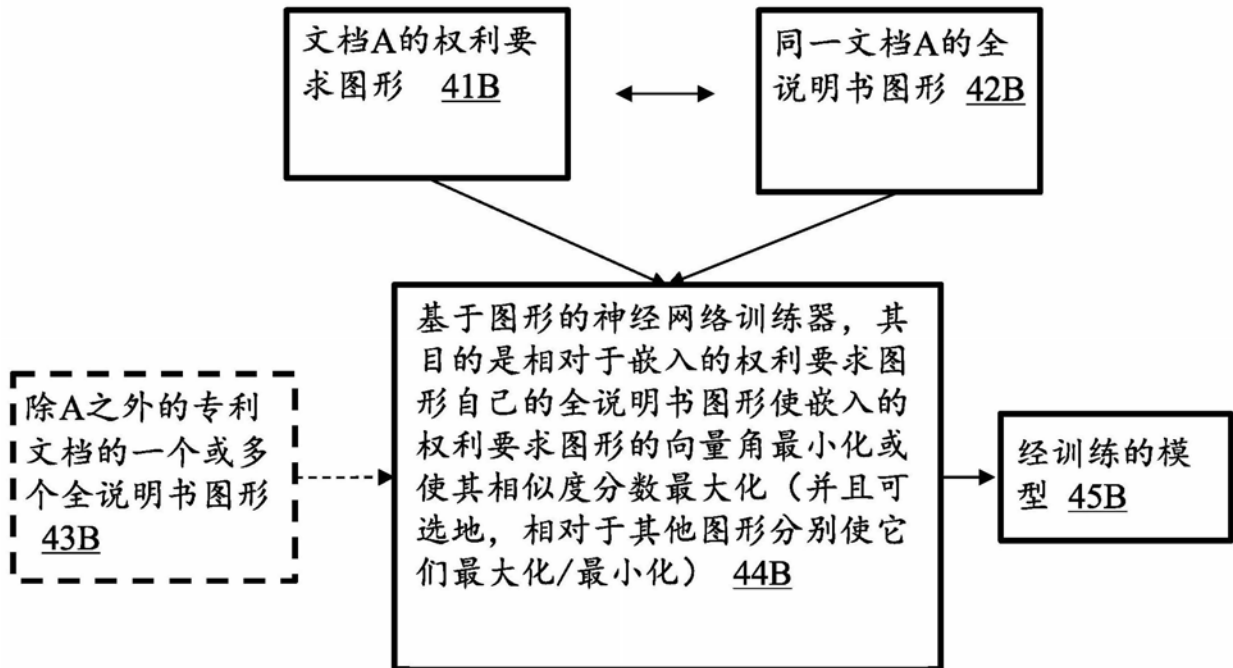 文档A的权利要
求图形 41B
同一文档A的全
说明书图形 42B
基于图形的神经网络训练器，其
目的是相对于嵌入的权利要求图
形自己的全说明书图形使嵌入的
权利要求图形的向量角最小化或
使其相似度分数最大化（并且可
选地，相对于其他图形分别使它
们最大化/最小化） 44B
除A之外的专利
文档的一个或多
个全说明书图形
43B
经训练的模
型 45B